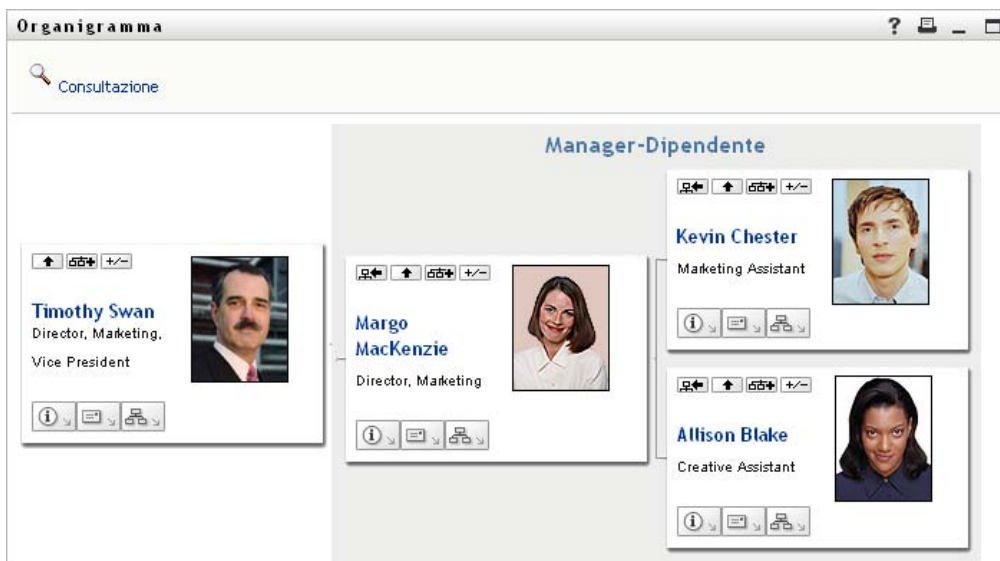 Organigramma
?
Consultazione
Manager-Dipendente
Timothy Swan
Director, Marketing,
Vice President
Margo
MacKenzie
Director, Marketing
Kevin Chester
Marketing Assistant
Allison Blake
Creative Assistant